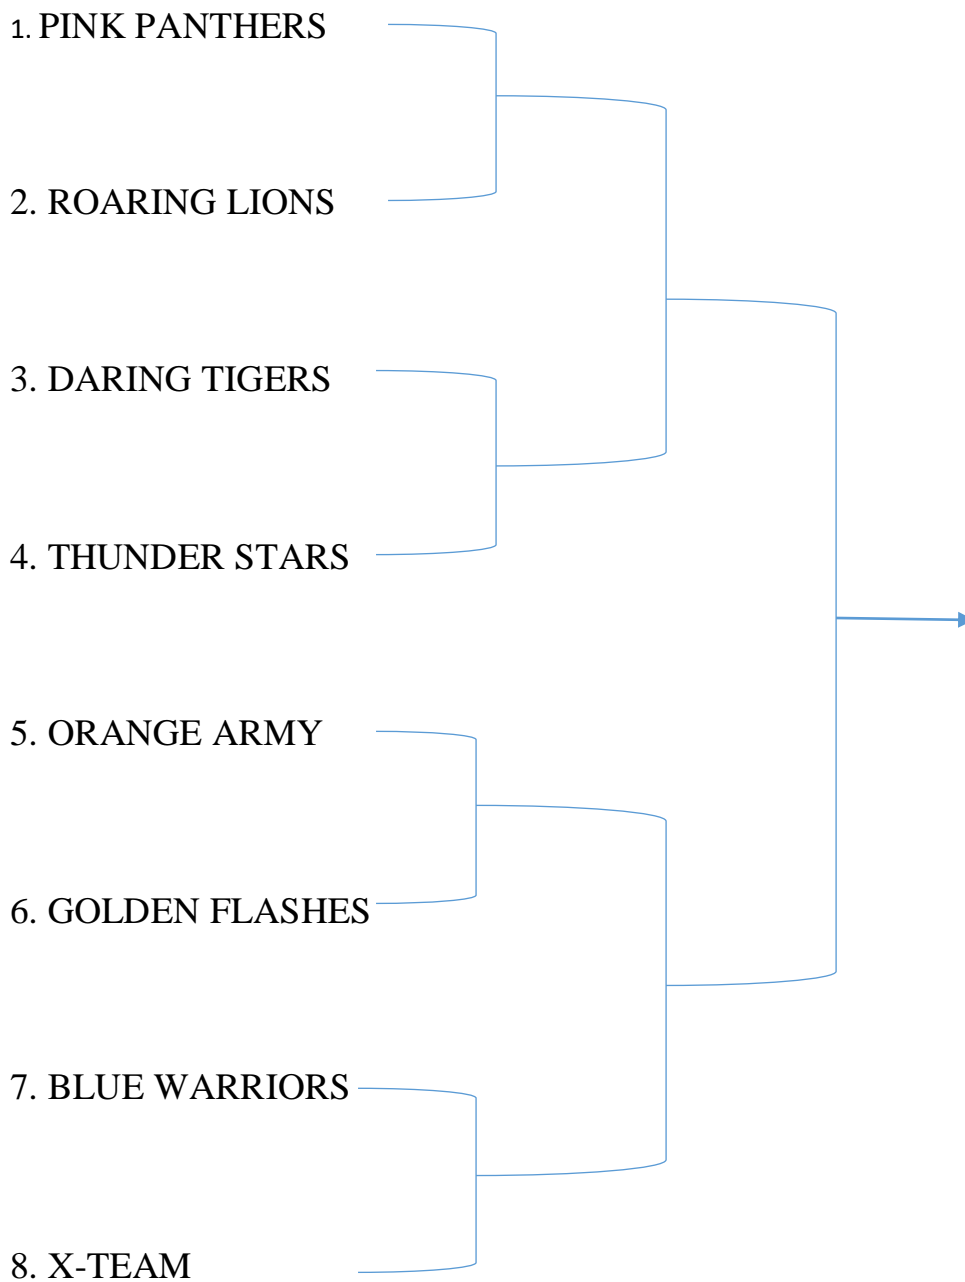 1. PINK PANTHERS
2. ROARING LIONS
3. DARING TIGERS
4. THUNDER STARS
5. ORANGE ARMY
6. GOLDEN FLASHES
7. BLUE WARRIORS
8. X-TEAM